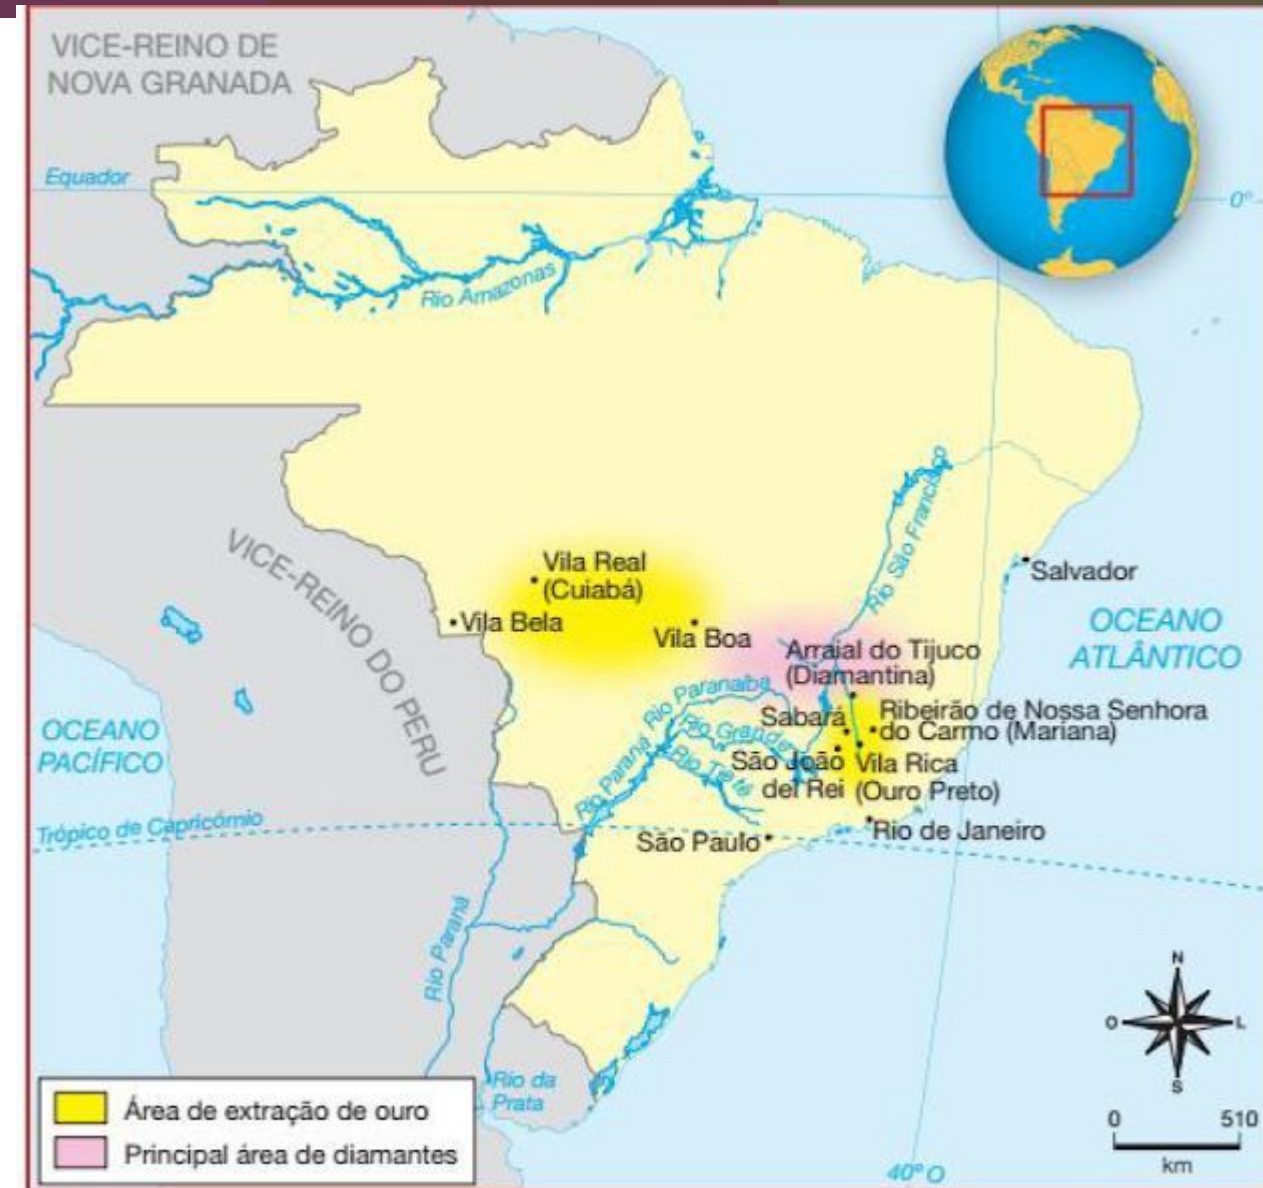 VICE-REINO DE
NOVA GRANADA
Equador
0°
Rio Amazonas
Rio São Francisco
Vila Real
(Cuiabá)
Vila Bela
Vila Boa
Salvador
VICE-REINO DO PERU
OCEANO
ATLÂNTICO
Arraial do Tijuco
(Diamantina)
Rio Paranaíba
Sabará
Ribeirão de Nossa Senhora
do Carmo (Mariana)
Rio Grande
OCEANO
PACÍFICO
São João
del Rei
Vila Rica
(Ouro Preto)
Rio Tietê
Rio Paraná
Trópico de Capricórnio
São Paulo
Rio de Janeiro
Rio Paraná
N
O
L
S
Rio da
Prata
Área de extração de ouro
Principal área de diamantes
0
510
km
40° O